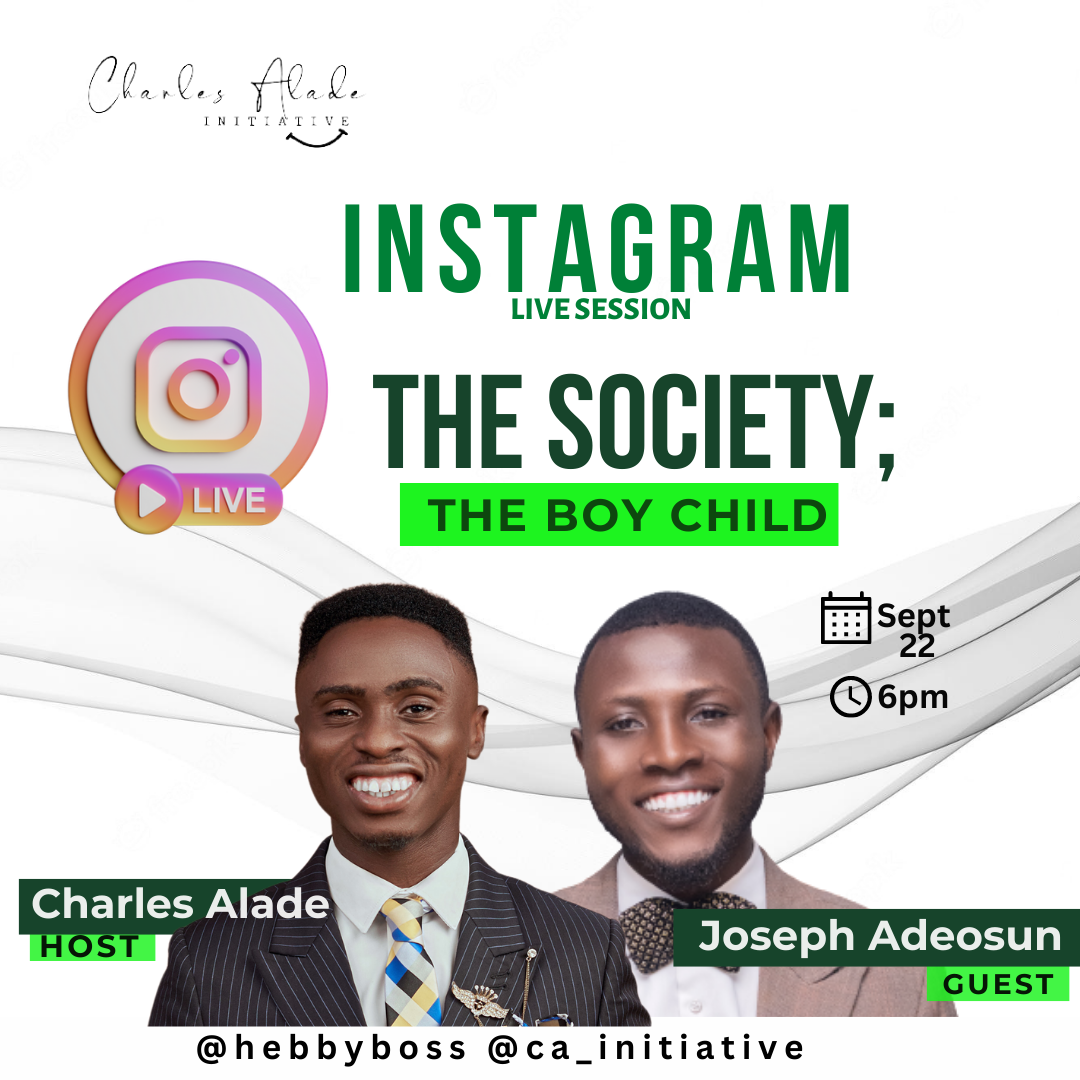 Charles Alade
INITIATIVE
INSTAGRAM
LIVE SESSION
LIVE
THE SOCIETY;
THE BOY CHILD
Sept
22
6pm
Charles Alade
HOST
Joseph Adeosun
GUEST
@hebbyboss @ca_initiative